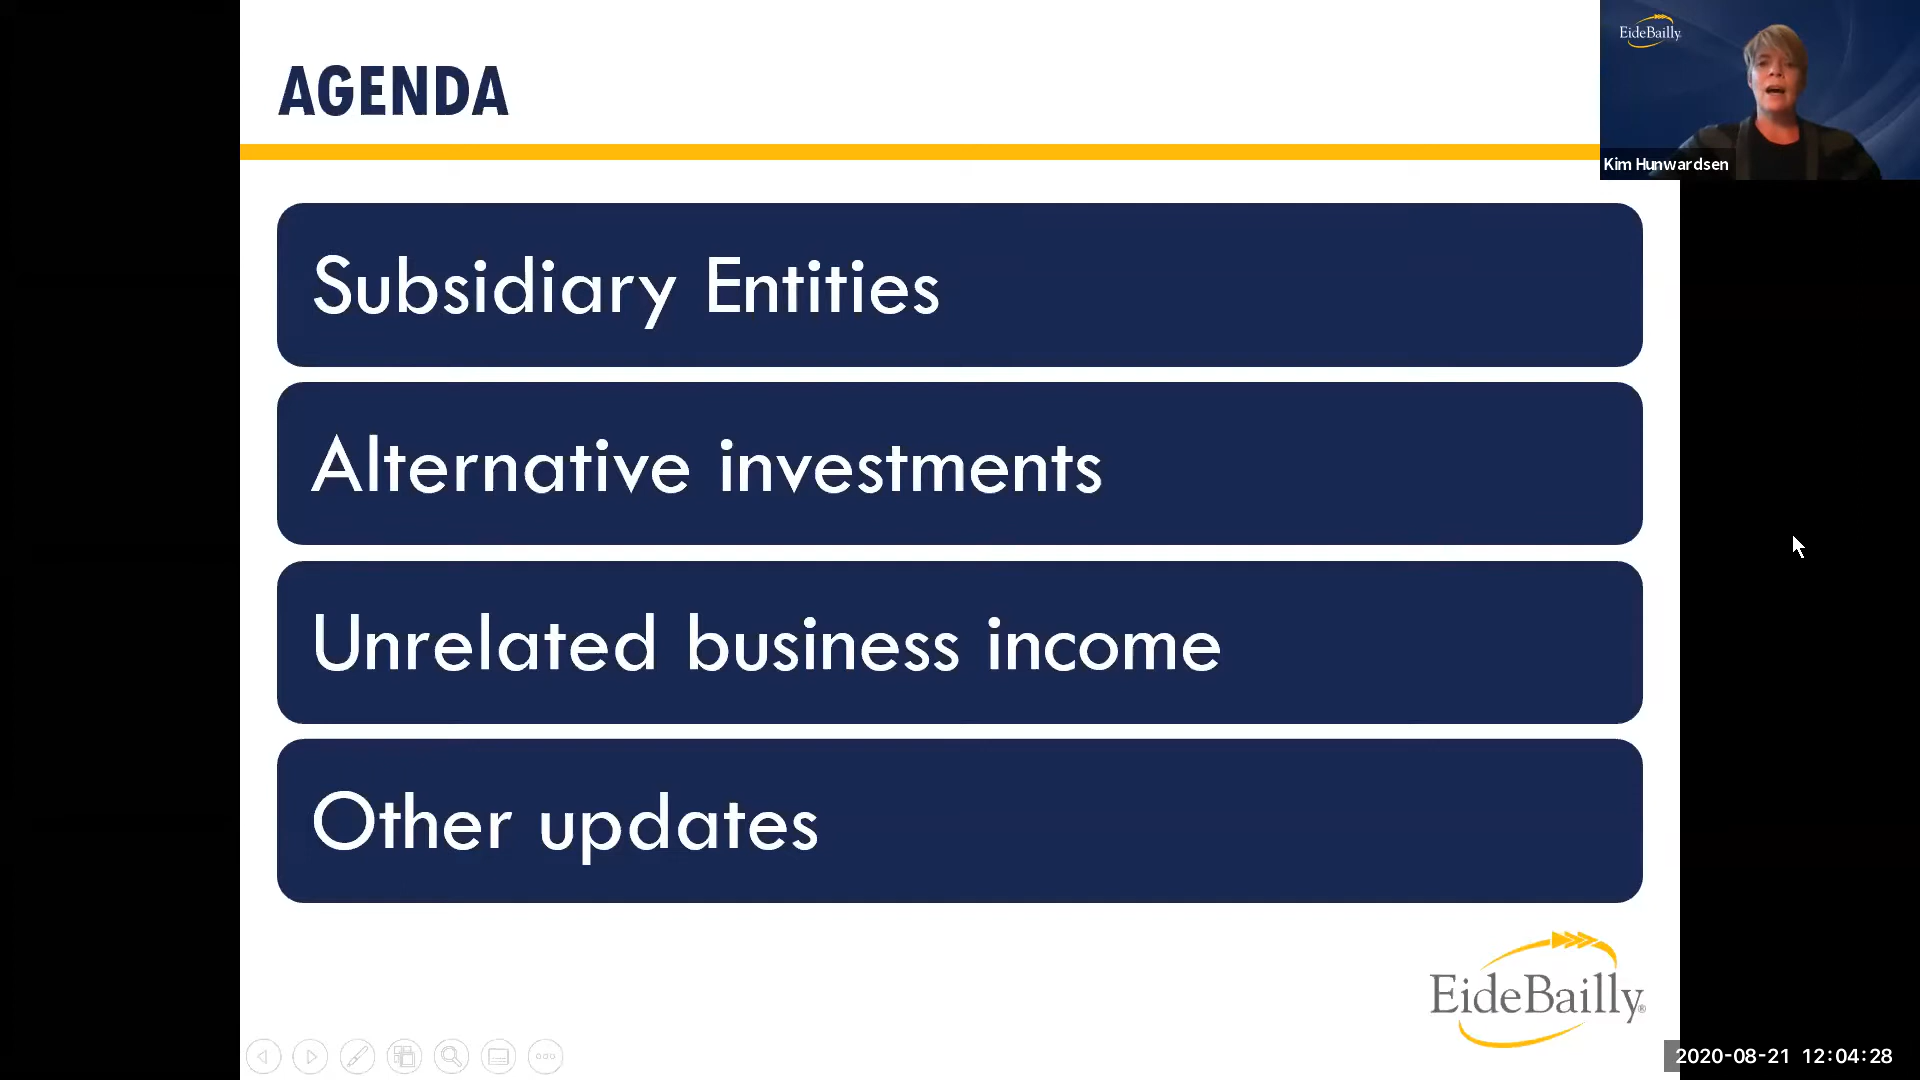 AGENDA
EideBailly
Kim Hunwardsen
Subsidiary Entities
Alternative investments
Unrelated business income
Other updates
EideBailly®
2020-08-21 12:04:28